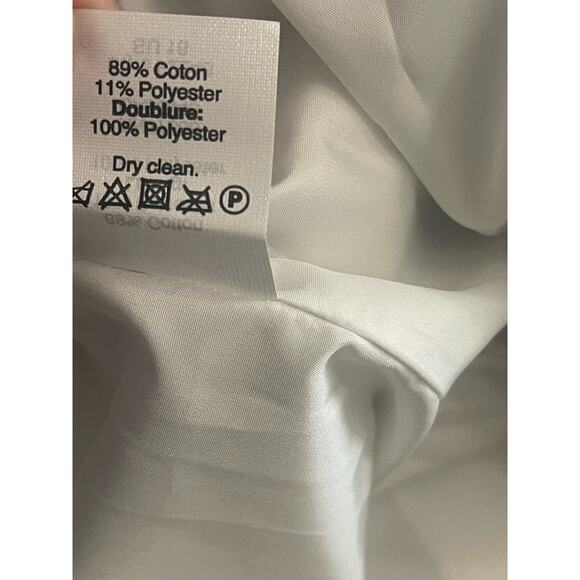 89% Coton
11% Polyester
Doublure:
100% Polyester
Dry clean.
P